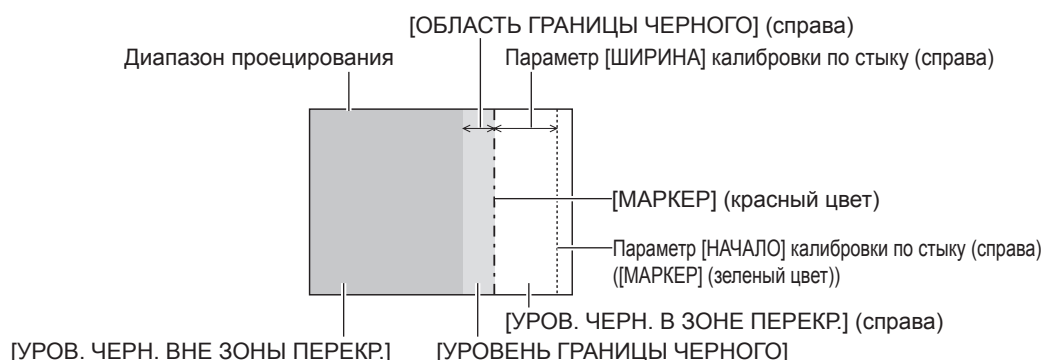 [ОБЛАСТЬ ГРАНИЦЫ ЧЕРНОГО] (справа)
Диапазон проецирования
Параметр [ШИРИНА] калибровки по стыку (справа)
[МАРКЕР] (красный цвет)
Параметр [НАЧАЛО] калибровки по стыку (справа)
([МАРКЕР] (зеленый цвет))
[УРОВ. ЧЕРН. В ЗОНЕ ПЕРЕКР.] (справа)
[УРОВ. ЧЕРН. ВНЕ ЗОНЫ ПЕРЕКР.]
[УРОВЕНЬ ГРАНИЦЫ ЧЕРНОГО]